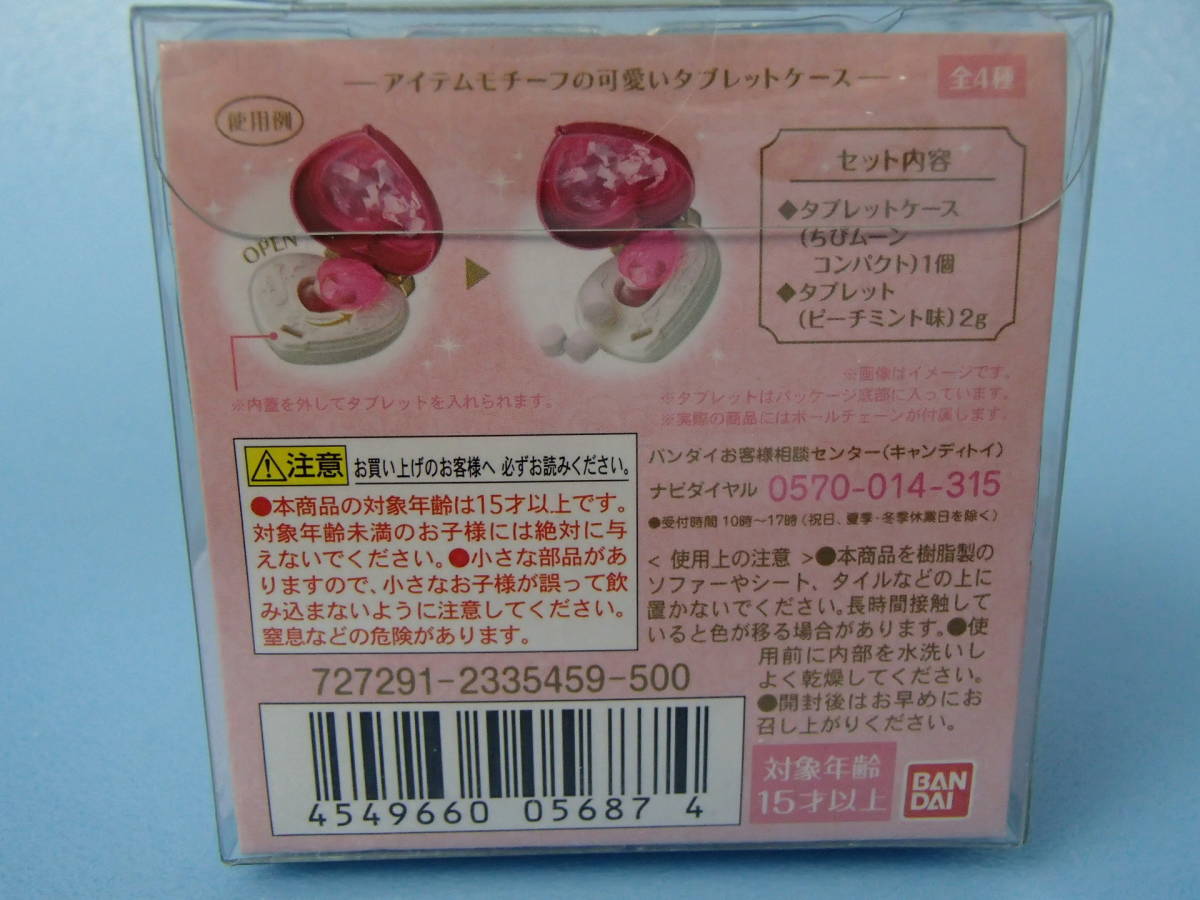 アイテムモチーフの可愛いタブレットケース
全4種
使用例
OPEN
※内蓋を外してタブレットを入れられます。
セット内容
◆タブレットケース
(ちびムーン
コンパクト)1個
◆タブレット
(ピーチミント味)2g
※画像はイメージです。
※タブレットはパッケージ底部に入っています。
※実際の商品にはボールチェーンが付属します。
注意 お買い上げのお客様へ 必ずお読みください。
●本商品の対象年齢は15才以上です。
対象年齢未満のお子様には絶対に与
えないでください。●小さな部品があ
りますので、小さなお子様が誤って飲
み込まないように注意してください。
窒息などの危険があります。
バンダイお客様相談センター(キャンディトイ)
ナビダイヤル 0570-014-315
●受付時間 10時〜17時(祝日、夏季・冬季休業日を除く)
< 使用上の注意 >●本商品を樹脂製の
ソファーやシート、タイルなどの上に
置かないでください。長時間接触して
いると色が移る場合があります。●使
用前に内部を水洗いし
よく乾燥してください。
●開封後はお早めにお
召し上がりください。
727291-2335459-500
4549660 05687 4
対象年齢
15才以上
BAN
DAI